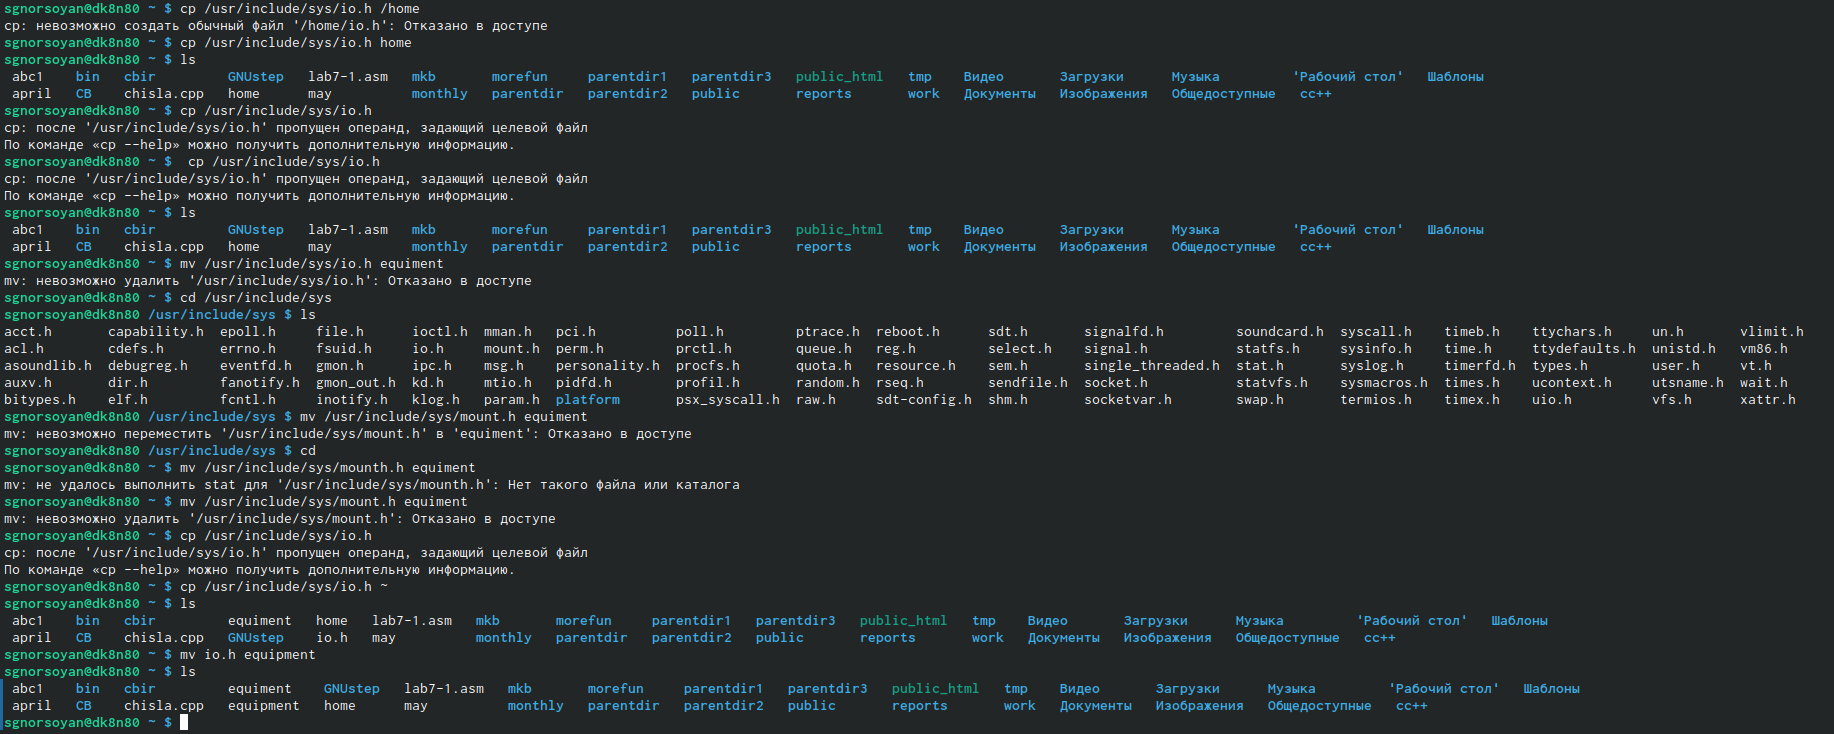 sgnorsoyan@dk8n80 ~ $ cp /usr/include/sys/io.h /home
cp: невозможно создать обычный файл '/home/io.h': Отказано в доступе
sgnorsoyan@dk8n80 ~ $ cp /usr/include/sys/io.h home
sgnorsoyan@dk8n80 ~ $ ls
abc1 bin cbir GNUstep lab7-1.asm mkb morefun parentdir1 parentdir3 public_html tmp Видео Загрузки Музыка 'Рабочий стол' Шаблоны
april CB chisla.cpp home may monthly parentdir parentdir2 public reports work Документы Изображения Общедоступные сс++
sgnorsoyan@dk8n80 ~ $ cp /usr/include/sys/io.h
cp: после '/usr/include/sys/io.h' пропущен операнд, задающий целевой файл
По команде «cp --help» можно получить дополнительную информацию.
sgnorsoyan@dk8n80 ~ $  cp /usr/include/sys/io.h
cp: после '/usr/include/sys/io.h' пропущен операнд, задающий целевой файл
По команде «cp --help» можно получить дополнительную информацию.
sgnorsoyan@dk8n80 ~ $ ls
abc1 bin cbir GNUstep lab7-1.asm mkb morefun parentdir1 parentdir3 public_html tmp Видео Загрузки Музыка 'Рабочий стол' Шаблоны
april CB chisla.cpp home may monthly parentdir parentdir2 public reports work Документы Изображения Общедоступные сс++
sgnorsoyan@dk8n80 ~ $ mv /usr/include/sys/io.h equiment
mv: невозможно удалить '/usr/include/sys/io.h': Отказано в доступе
sgnorsoyan@dk8n80 ~ $ cd /usr/include/sys
sgnorsoyan@dk8n80 /usr/include/sys $ ls
acct.h capability.h epoll.h file.h ioctl.h mman.h pci.h poll.h ptrace.h reboot.h sdt.h signalfd.h soundcard.h syscall.h timeb.h ttychars.h un.h vlimit.h
acl.h cdefs.h errno.h fsuid.h io.h mount.h perm.h prctl.h queue.h reg.h select.h signal.h statfs.h sysinfo.h time.h ttydefaults.h unistd.h vm86.h
asoundlib.h debugreg.h eventfd.h gmon.h ipc.h msg.h personality.h procfs.h quota.h resource.h sem.h single_threaded.h stat.h syslog.h timerfd.h types.h user.h vt.h
auxv.h dir.h fanotify.h gmon_out.h kd.h mtio.h pidfd.h profil.h random.h rseq.h sendfile.h socket.h statvfs.h sysmacros.h times.h ucontext.h utsname.h wait.h
bitypes.h elf.h fcntl.h inotify.h klog.h param.h platform psx_syscall.h raw.h sdt-config.h shm.h socketvar.h swap.h termios.h timex.h uio.h vfs.h xattr.h
sgnorsoyan@dk8n80 /usr/include/sys $ mv /usr/include/sys/mount.h equiment
mv: невозможно переместить '/usr/include/sys/mount.h' в 'equiment': Отказано в доступе
sgnorsoyan@dk8n80 /usr/include/sys $ cd
sgnorsoyan@dk8n80 ~ $ mv /usr/include/sys/mounth.h equiment
mv: не удалось выполнить stat для '/usr/include/sys/mounth.h': Нет такого файла или каталога
sgnorsoyan@dk8n80 ~ $ mv /usr/include/sys/mount.h equiment
mv: невозможно удалить '/usr/include/sys/mount.h': Отказано в доступе
sgnorsoyan@dk8n80 ~ $ cp /usr/include/sys/io.h
cp: после '/usr/include/sys/io.h' пропущен операнд, задающий целевой файл
По команде «cp --help» можно получить дополнительную информацию.
sgnorsoyan@dk8n80 ~ $ cp /usr/include/sys/io.h ~
sgnorsoyan@dk8n80 ~ $ ls
abc1 bin cbir equiment home lab7-1.asm mkb morefun parentdir1 parentdir3 public_html tmp Видео Загрузки Музыка 'Рабочий стол' Шаблоны
april CB chisla.cpp GNUstep io.h may monthly parentdir parentdir2 public reports work Документы Изображения Общедоступные сс++
sgnorsoyan@dk8n80 ~ $ mv io.h equipment
sgnorsoyan@dk8n80 ~ $ ls
abc1 bin cbir equiment GNUstep lab7-1.asm mkb morefun parentdir1 parentdir3 public_html tmp Видео Загрузки Музыка 'Рабочий стол' Шаблоны
april CB chisla.cpp equipment home may monthly parentdir parentdir2 public reports work Документы Изображения Общедоступные сс++
sgnorsoyan@dk8n80 ~ $